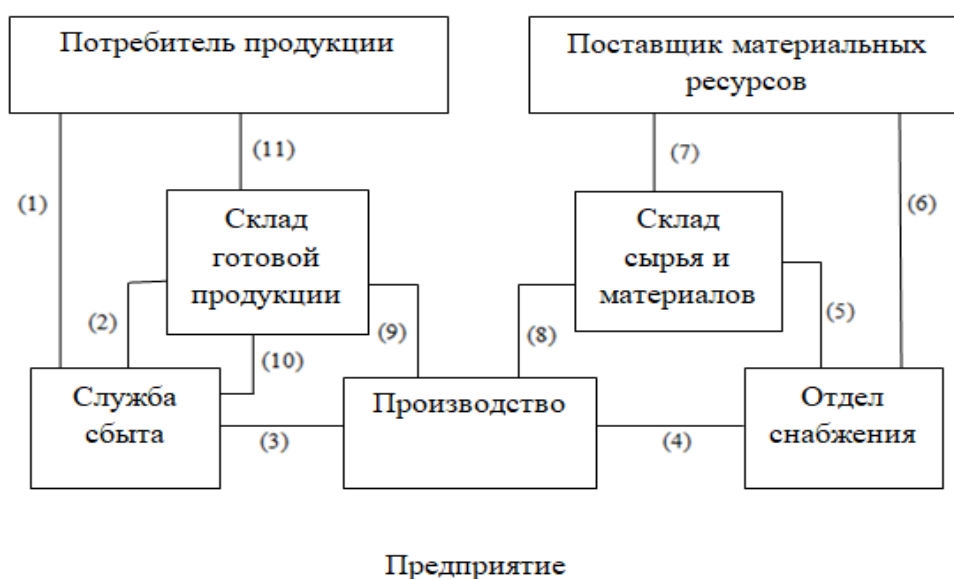 Потребитель продукции
Поставщик материальных
ресурсов
(11)
(7)
(1)
(6)
Склад
готовой
продукции
Склад
сырья и
материалов
(2)
(9)
(8)
(5)
(10)
Служба
сбыта
Производство
Отдел
снабжения
(3)
(4)
Предприятие